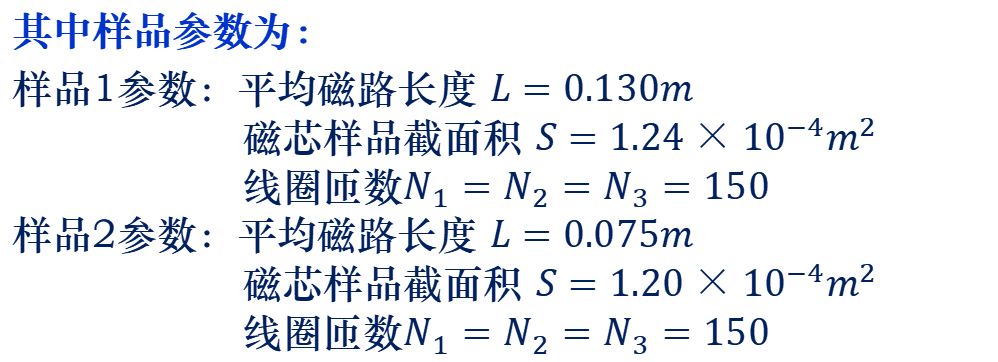 其中样品参数为：
样品1参数：平均磁路长度 L = 0.130m
磁芯样品截面积 S = 1.24 × 10⁻⁴m²
线圈匝数N₁ = N₂ = N₃ = 150
样品2参数：平均磁路长度 L = 0.075m
磁芯样品截面积 S = 1.20 × 10⁻⁴m²
线圈匝数N₁ = N₂ = N₃ = 150